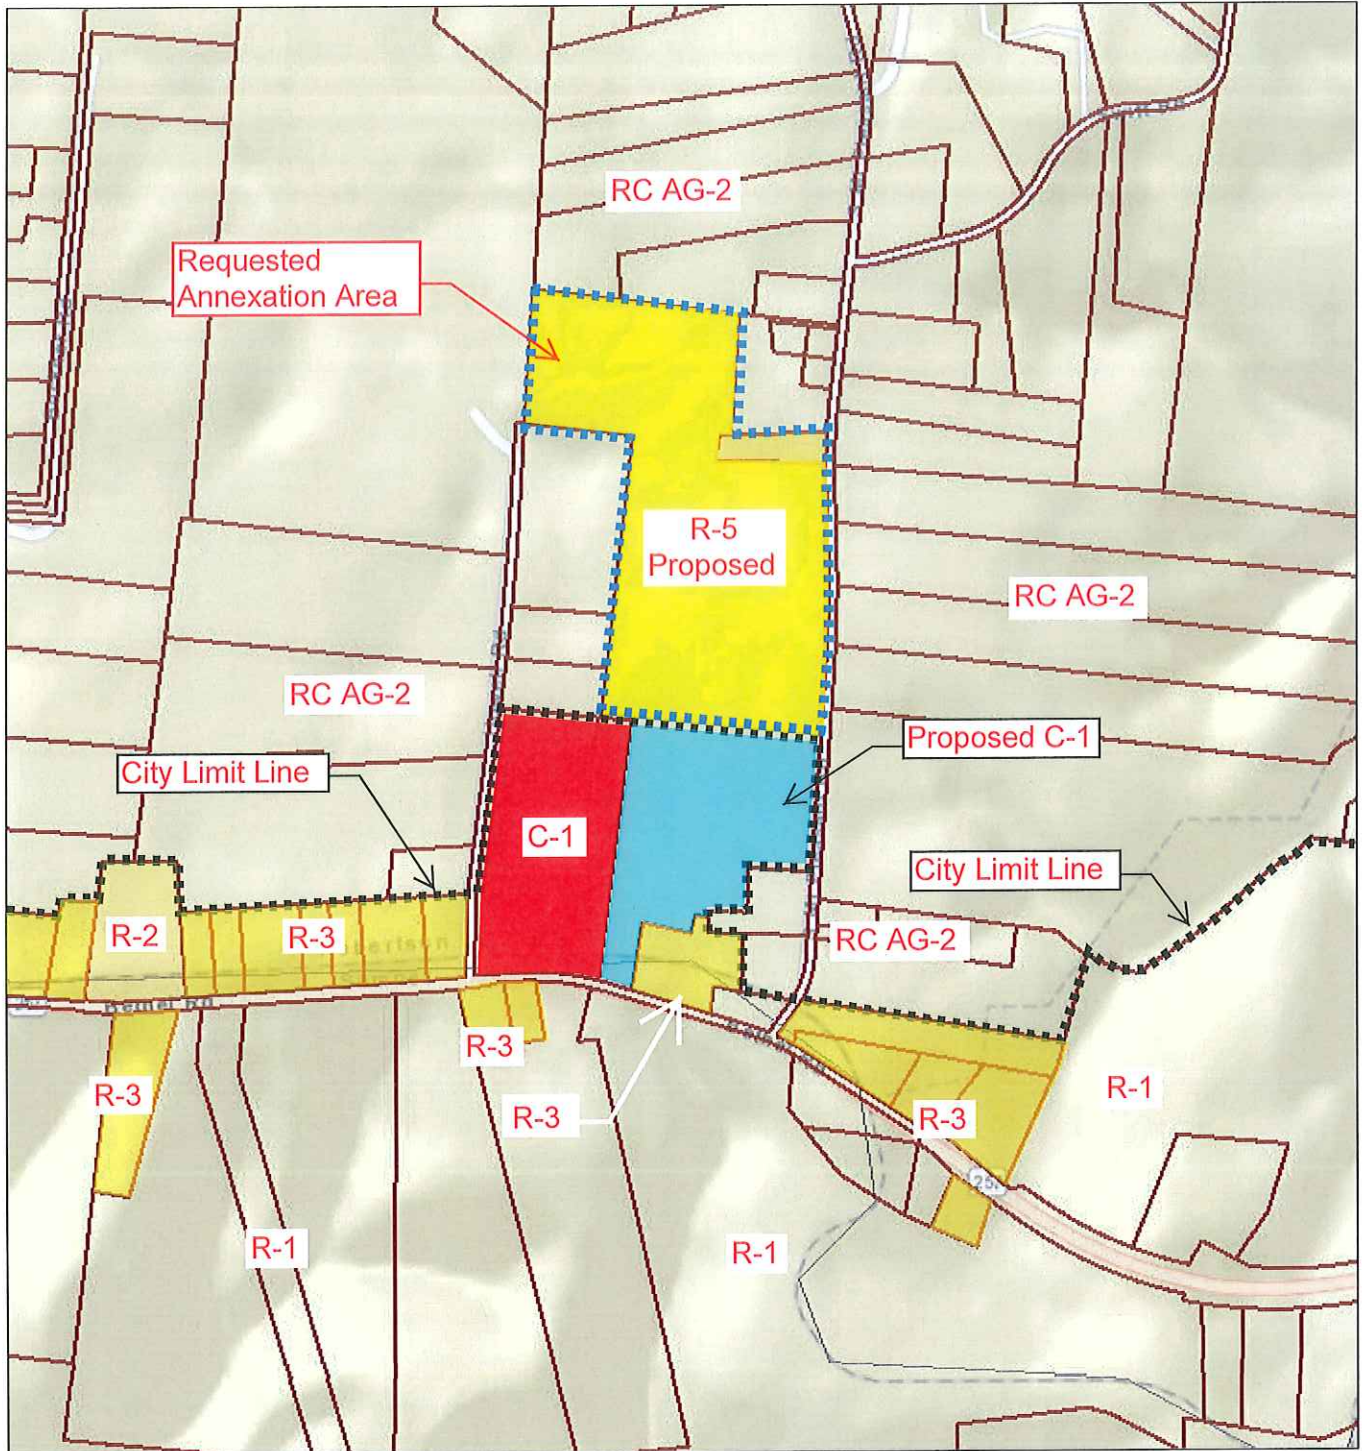 RC AG-2
Requested
Annexation Area
R-5
Proposed
RC AG-2
RC AG-2
Proposed C-1
City Limit Line
C-1
City Limit Line
R-2
R-3
RC AG-2
R-3
R-3
R-3
R-3
R-1
R-1
R-1